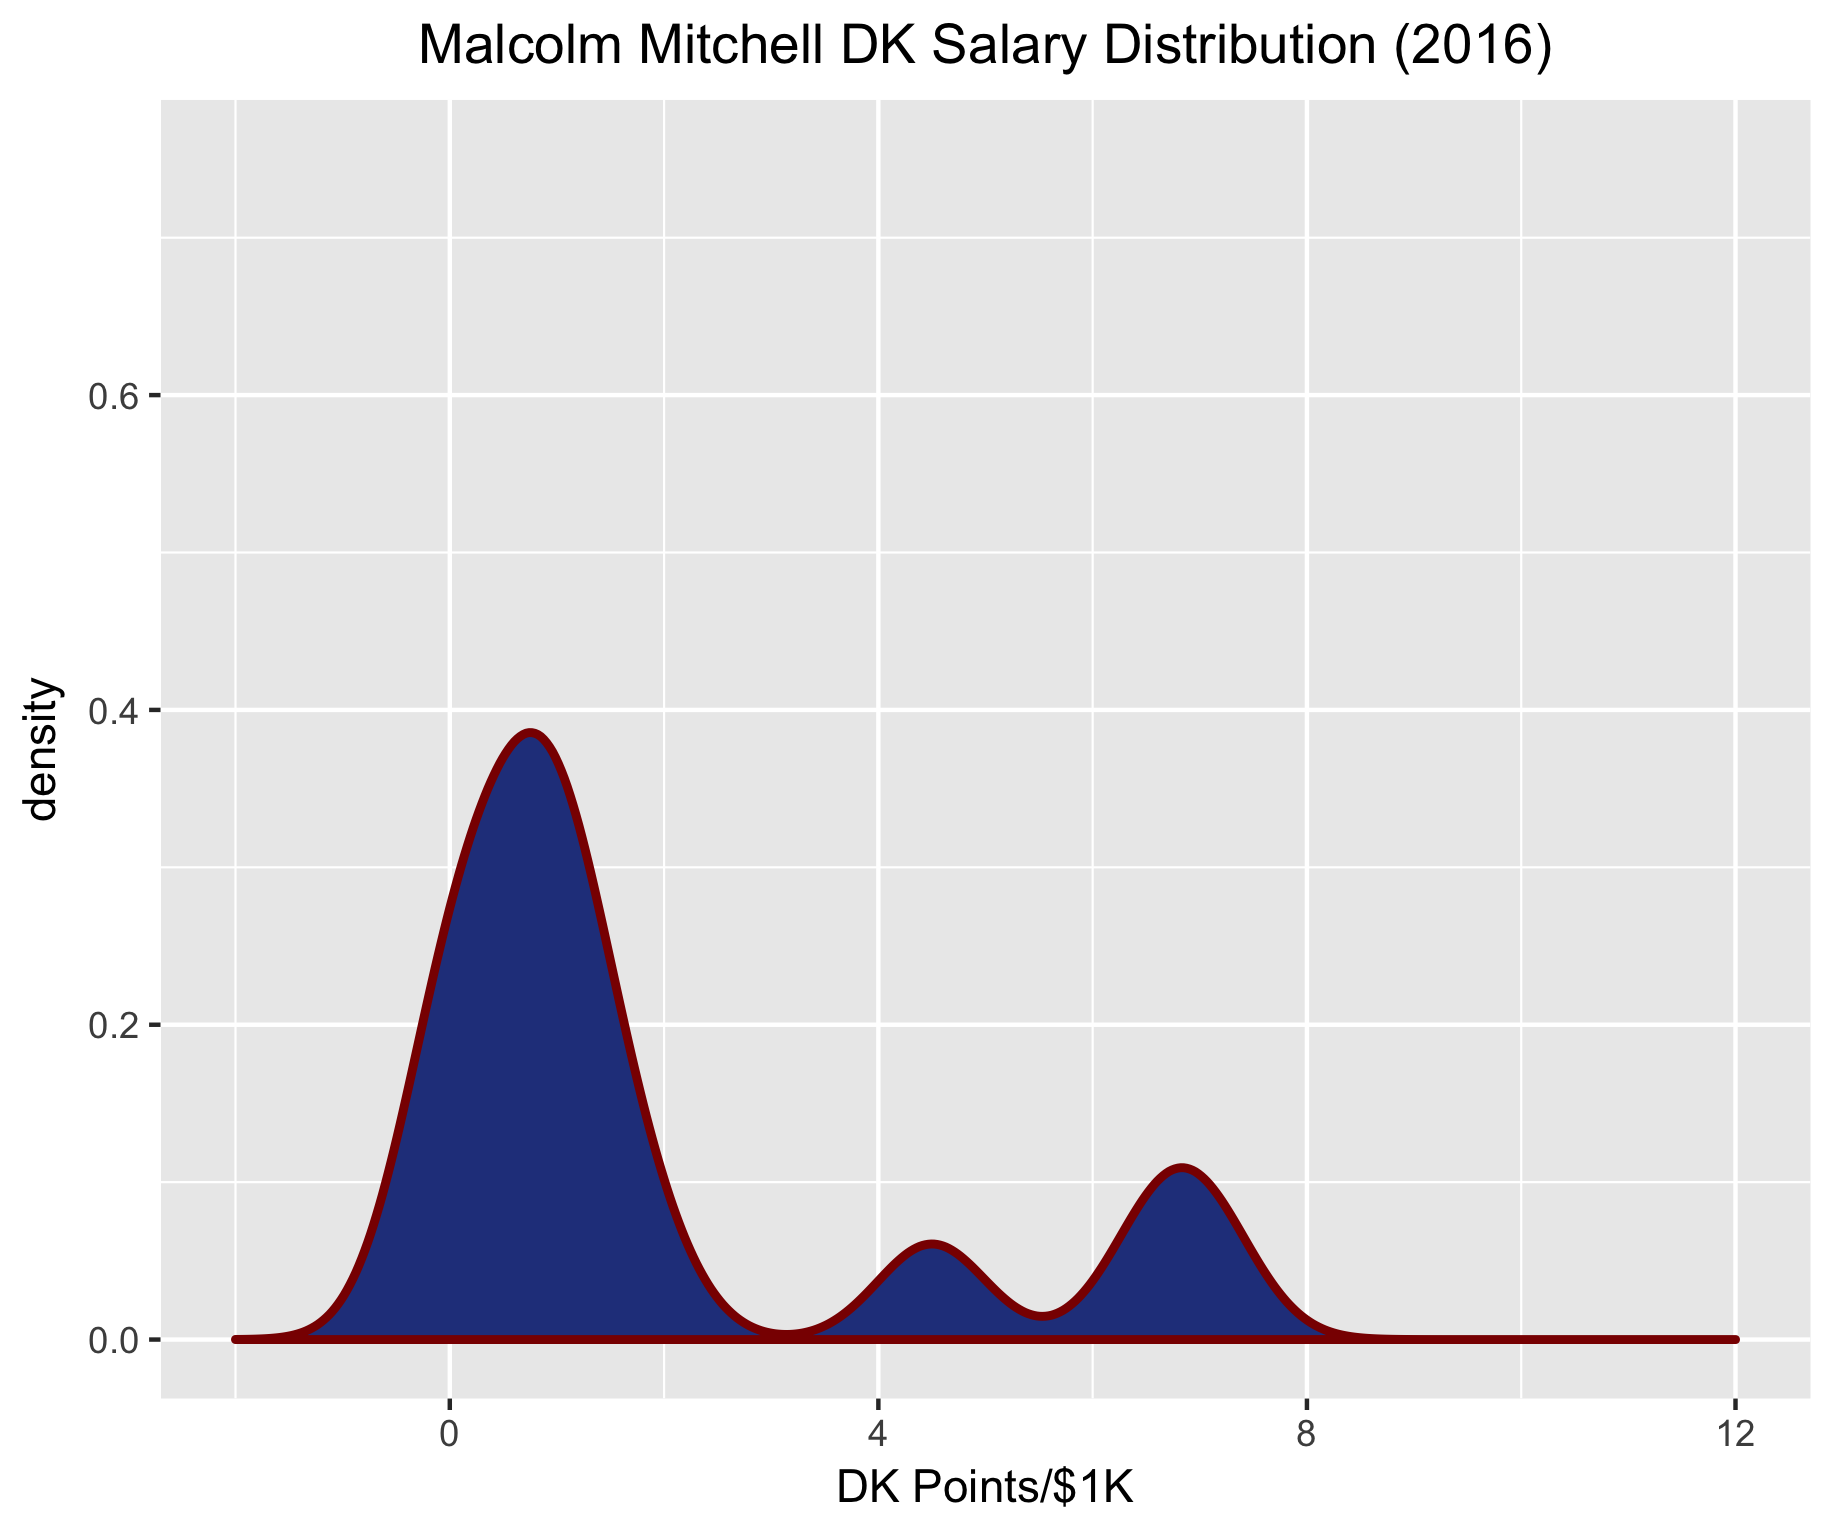 Malcolm Mitchell DK Salary Distribution (2016)
density
0.6
0.4
0.2
0.0
0 4 8 12
DK Points/$1K